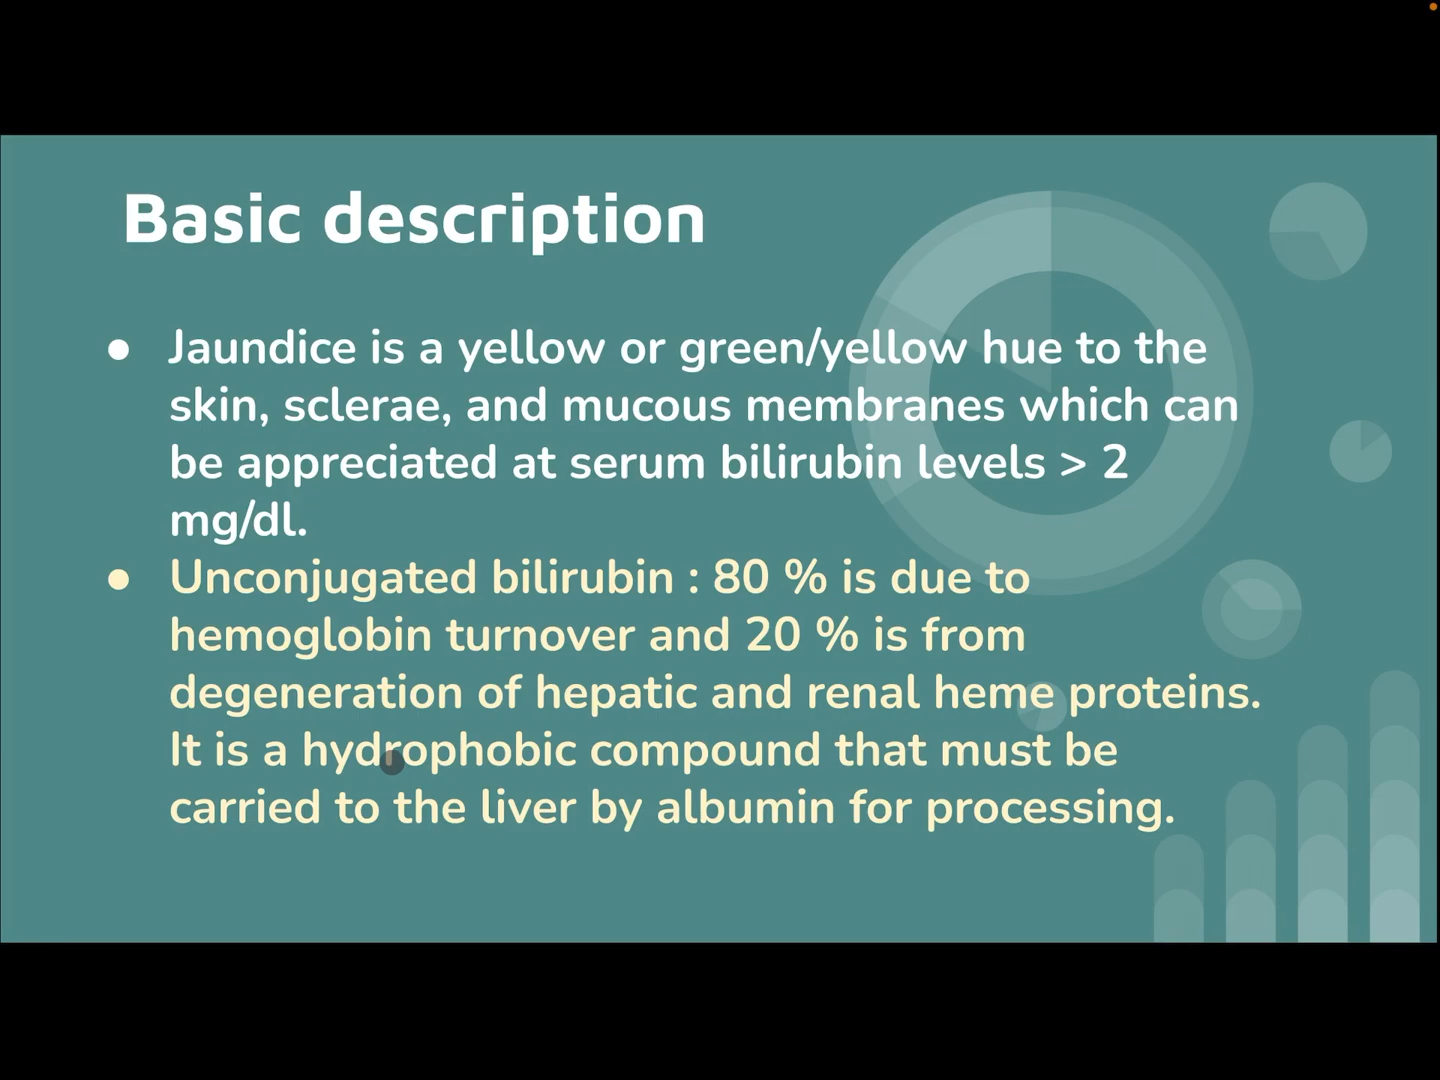 Basic description
● Jaundice is a yellow or green/yellow hue to the
skin, sclerae, and mucous membranes which can
be appreciated at serum bilirubin levels > 2
mg/dl.
● Unconjugated bilirubin : 80 % is due to
hemoglobin turnover and 20 % is from
degeneration of hepatic and renal heme proteins.
It is a hydrophobic compound that must be
carried to the liver by albumin for processing.